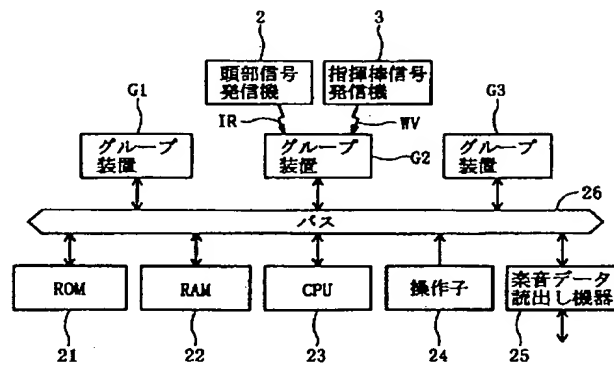 2
3
頭部信号
発信機
指揮棒信号
発信機
G1
IR
WV
G3
グループ
装置
グループ
装置
G2
グループ
装置
26
バス
ROM
RAM
CPU
操作子
楽音データ
読出し機器
21
22
23
24
25